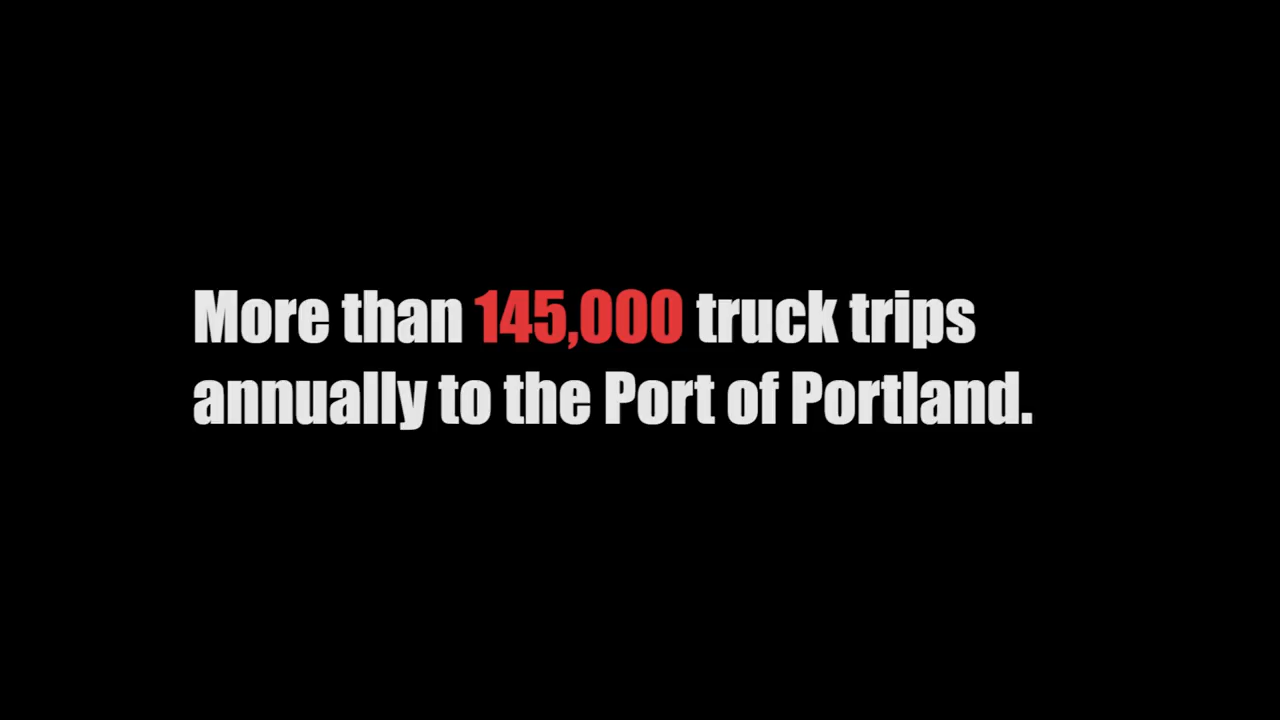 More than 145,000 truck trips
annually to the Port of Portland.